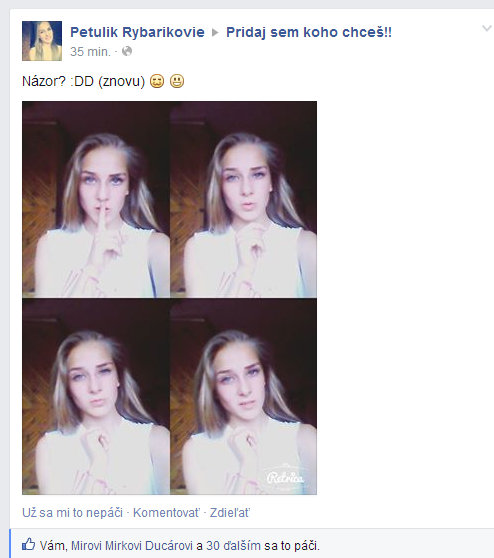 Petulik Rybarikovie ▸ Pridaj sem koho chceš!!
35 min. ·
Názor? :DD (znovu) 😋 😃
Retrica
Už sa mi to nepáči · Komentovať · Zdieľať
Vám, Mirovi Mirkovi Ducárovi a 30 ďalším sa to páči.